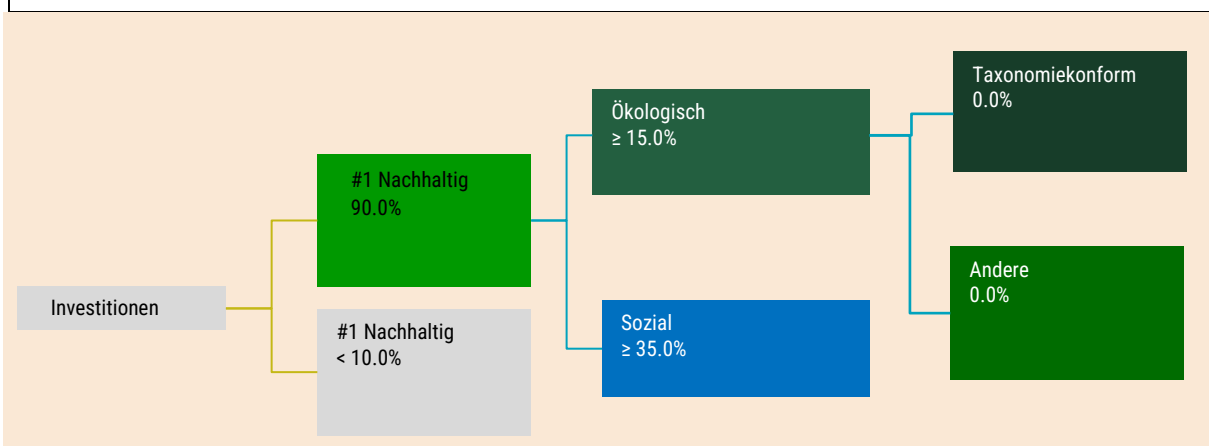 Investitionen
#1 Nachhaltig
90.0%
#1 Nachhaltig
< 10.0%
Ökologisch
≥ 15.0%
Sozial
≥ 35.0%
Taxonomiekonform
0.0%
Andere
0.0%